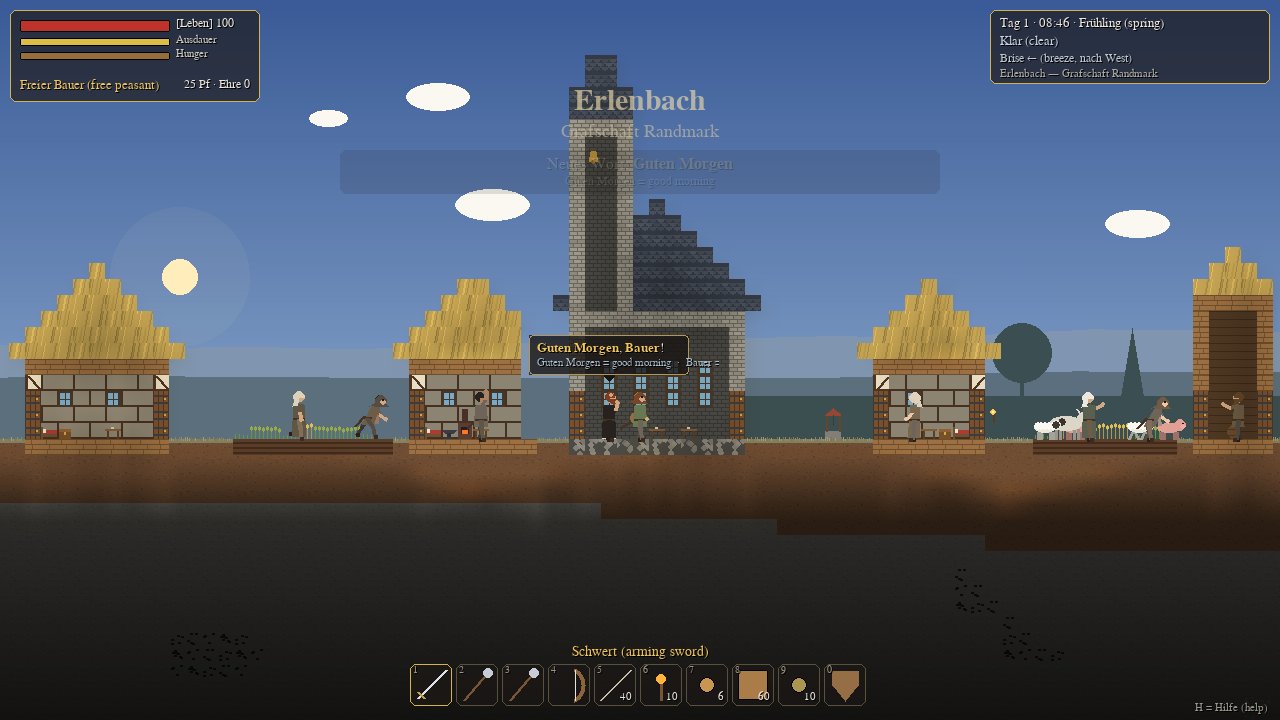 [Leben] 100
Ausdauer
Hunger
Freier Bauer (free peasant) 25 Pf · Ehre 0
Tag 1 · 08:46 · Frühling (spring)
Klar (clear)
Brise ← (breeze, nach West)
Erlenbach — Grafschaft Randmark
Erlenbach
Grafschaft Randmark
Guten Morgen
= good morning
Guten Morgen, Bauer!
Guten Morgen = good morning · Bauer =
Schwert (arming sword)
1 2 3 4 5 6 7 8 9 0
40 10 6 60 10
H = Hilfe (help)